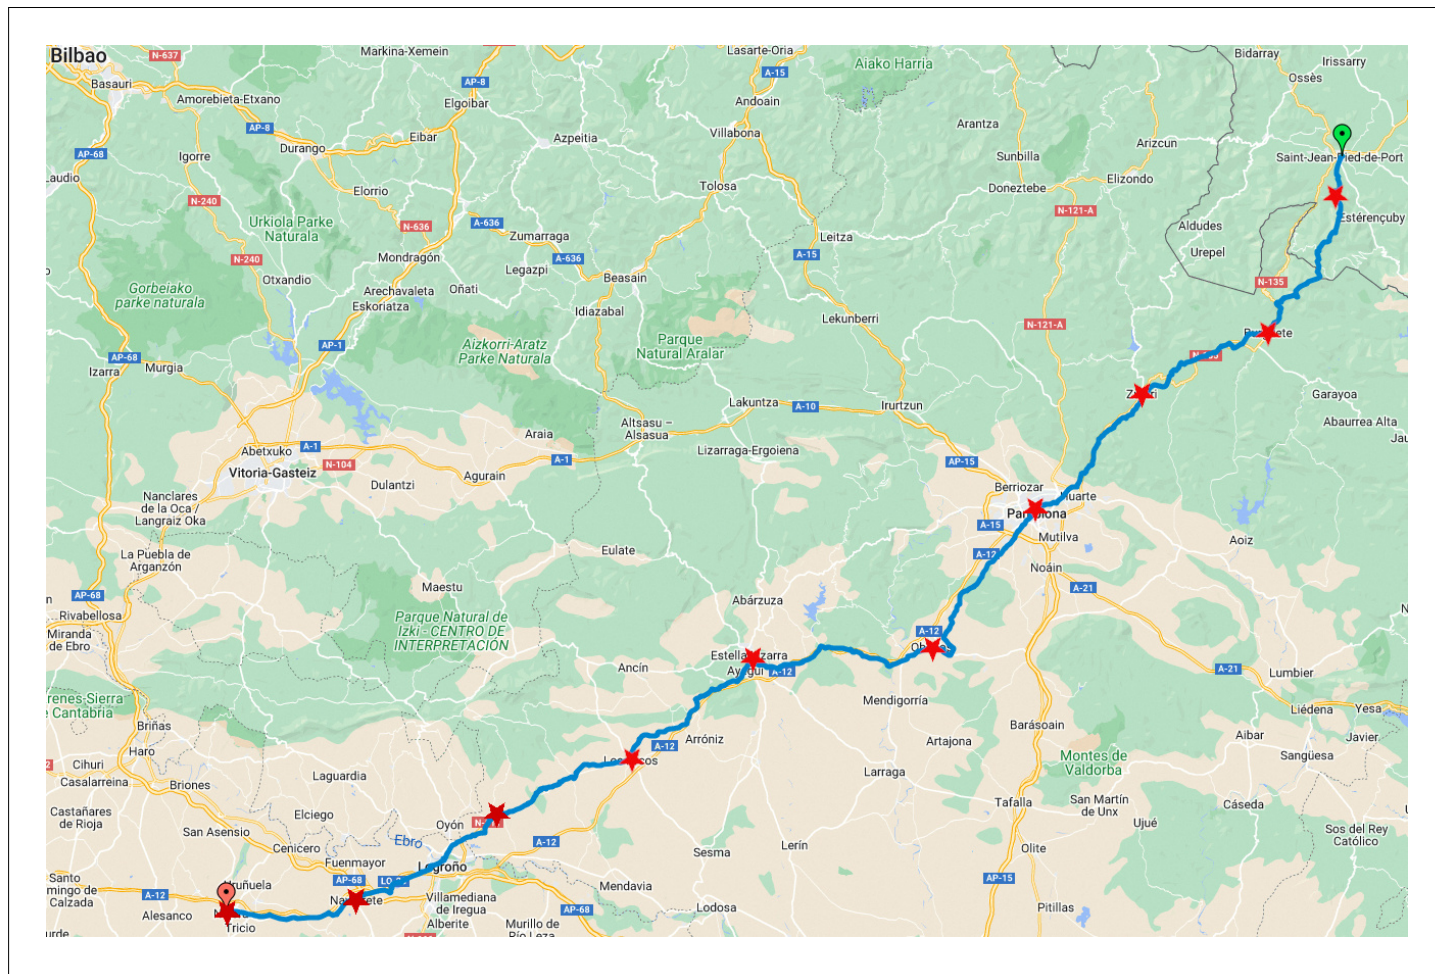 Bilbao
N-637
Markina-Xemein
Lasarte-Oria
Aiako Harria
Bidarray
Irissarry
Basauri
AP-8
A-15
Ossès
Amorebieta-Etxano
Elgoibar
Andoain
AP-8
Eibar
Villabona
Arantza
Arizcun
AP-68
Igorre
Durango
Azpeitia
Sunbilla
Saint-Jean-Pied-de-Port
Laudio
Elorrio
Tolosa
Doneztebe
Elizondo
N-240
N-121-A
Estérençuby
Urkiola Parke
Naturala
N-636
A-636
Zumarraga
Leitza
Aldudes
Urepel
N-240
Mondragón
A-636
A-15
Legazpi
Otxandio
Oñati
Beasain
N-135
Gorbeiako
parke naturala
Arechavaleta
Eskoriatza
Idiazabal
Lekunberri
N-121-A
AP-1
Aizkorri-Aratz
Parke Naturala
Parque
Natural Aralar
AP-68
Izarra
Murgia
Garayoa
Lakuntza
A-10
Irurtzun
Abaurrea Alta
Altsasu –
Alsasua
Araia
Abetxuko
A-1
A-1
Lizarraga-Ergoiena
Vitoria-Gasteiz
N-104
Agurain
AP-15
Dulantzi
Berriozar
Huarte
Nanclares
de la Oca /
Langraiz Oka
A-15
Mutilva
Eulate
Aoiz
La Puebla de
Arganzón
A-12
Noáin
Maestu
A-21
AP-68
Abárzuza
Rivabellosa
Parque Natural de
Izki - CENTRO DE
INTERPRETACIÓN
Miranda
de Ebro
A-12
Ancín
A-12
A-21
Lumbier
Mendigorría
Liédena
Yesa
Briñas
Barásoain
Arróniz
A-12
Artajona
Aibar
Javier
Haro
Sangüesa
Cihuri
Laguardia
Montes de
Valdorba
Casalarreina
Briones
Larraga
Tafalla
San Martín
de Unx
Cáseda
Castañares
de Rioja
Elciego
Oyón
Ujué
San Asensio
Ebro
A-12
Sos del Rey
Católico
Cenicero
Sesma
Lerín
Olite
Fuenmayor
Logroño
AP-68
Santo
AP-15
Mendavia
A-12
Villamediana
de Iregua
AP-68
Lodosa
Pitillas
Alesanco
Tricio
Alberite
Murillo de
Río Leza